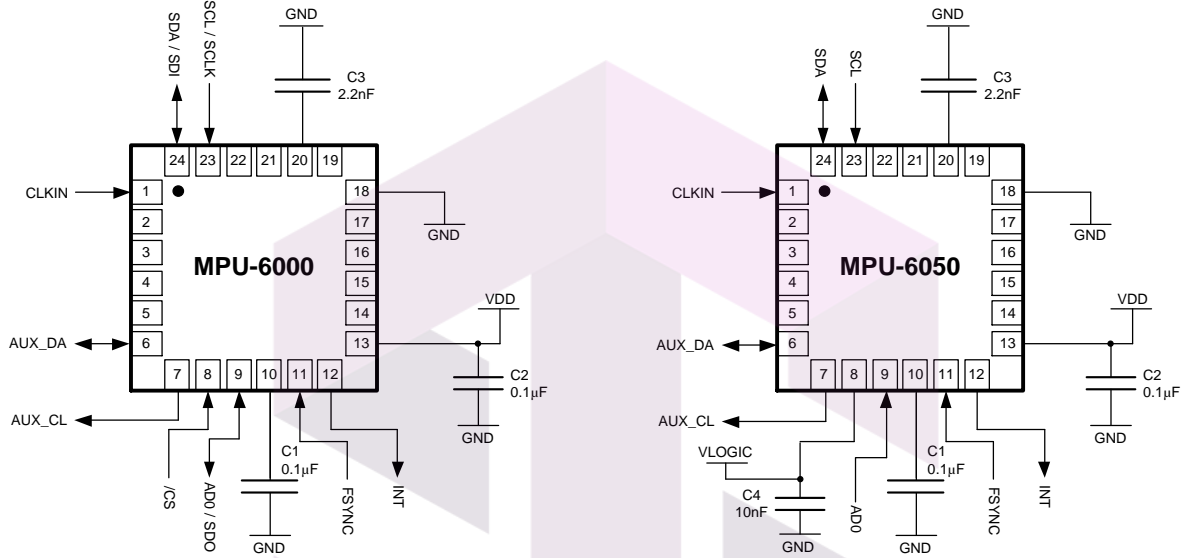 GND
SDA / SDI
SCL / SCLK
C3
2.2nF
24 23 22 21 20 19
CLKIN
1
2
3
4
5
6
18
17
16
15
14
13
MPU-6000
GND
VDD
AUX_DA
7 8 9 10 11 12
C2
0.1µF
GND
AUX_CL
/CS
AD0 / SDO
C1
0.1µF
GND
FSYNC
INT
GND
SDA
SCL
C3
2.2nF
24 23 22 21 20 19
CLKIN
1
2
3
4
5
6
18
17
16
15
14
13
MPU-6050
GND
VDD
AUX_DA
7 8 9 10 11 12
C2
0.1µF
GND
AUX_CL
VLOGIC
C4
10nF
GND
AD0
C1
0.1µF
GND
FSYNC
INT